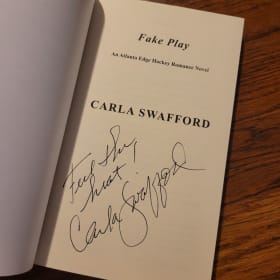 Fake Play
An Atlanta Edge Hockey Romance Novel
CARLA SWAFFORD
Feel the
heat!
Carla Swafford